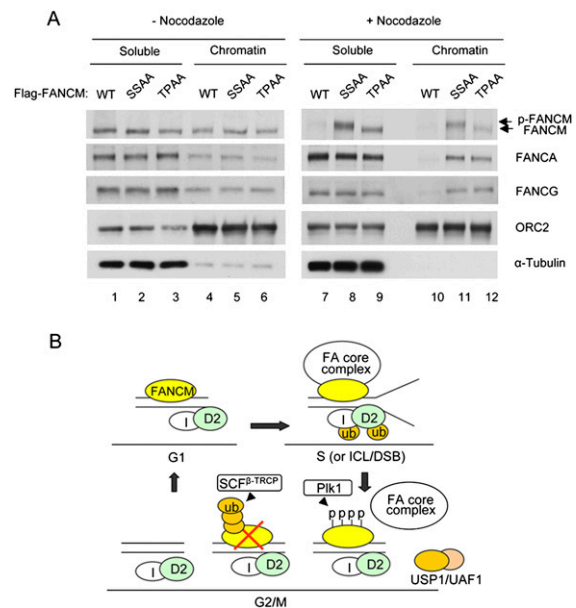 A
- Nocodazole + Nocodazole
Soluble Chromatin Soluble Chromatin
Flag-FANCM: WT SSAA TPAA WT SSAA TPAA WT SSAA TPAA WT SSAA TPAA
p-FANCM
FANCM
FANCA
FANCG
ORC2
α-Tubulin
1 2 3 4 5 6 7 8 9 10 11 12
B
FANCM
I D2
G1
FA core
complex
I D2
ub ub
S (or ICL/DSB)
SCFβ-TRCP
ub
Plk1
p p p p
FA core
complex
I D2
I D2
I D2
USP1/UAF1
G2/M